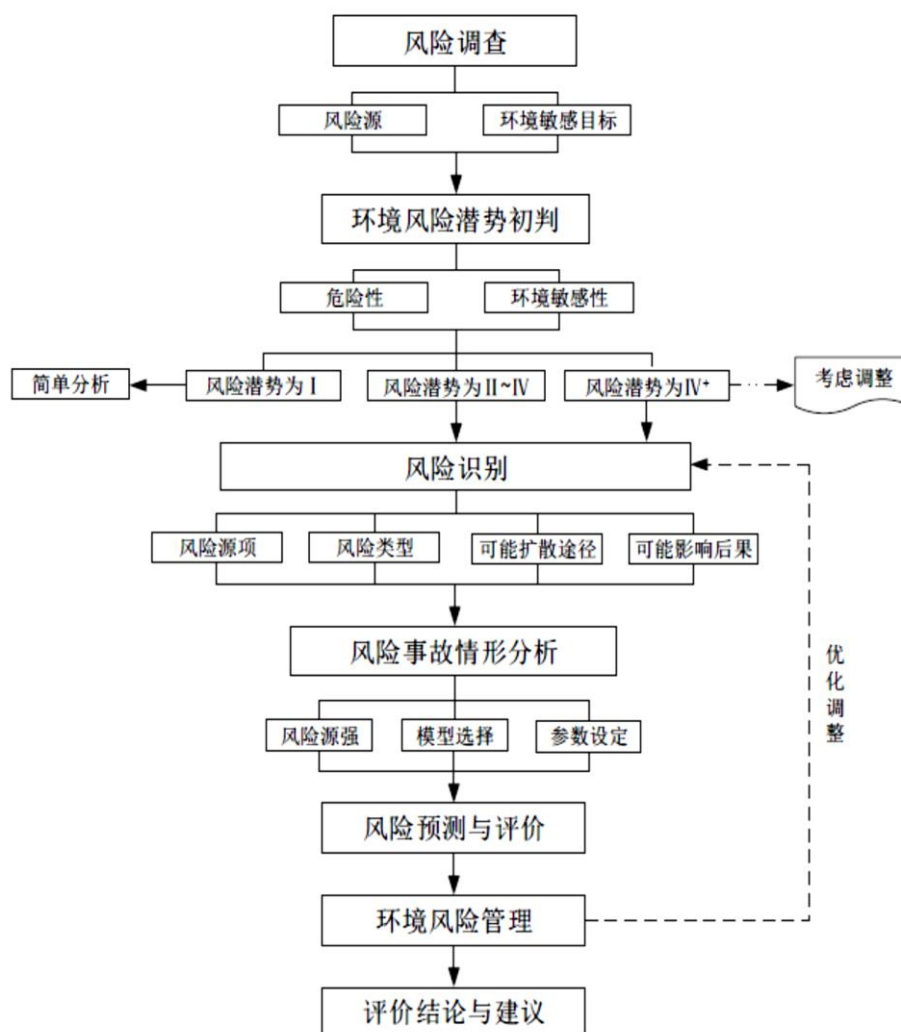 风险调查
风险源
环境敏感目标
环境风险潜势初判
危险性
环境敏感性
简单分析
风险潜势为Ⅰ
风险潜势为Ⅱ~Ⅳ
风险潜势为Ⅳ⁺
考虑调整
风险识别
风险源项
风险类型
可能扩散途径
可能影响后果
风险事故情形分析
优化调整
风险源强
模型选择
参数设定
风险预测与评价
环境风险管理
评价结论与建议